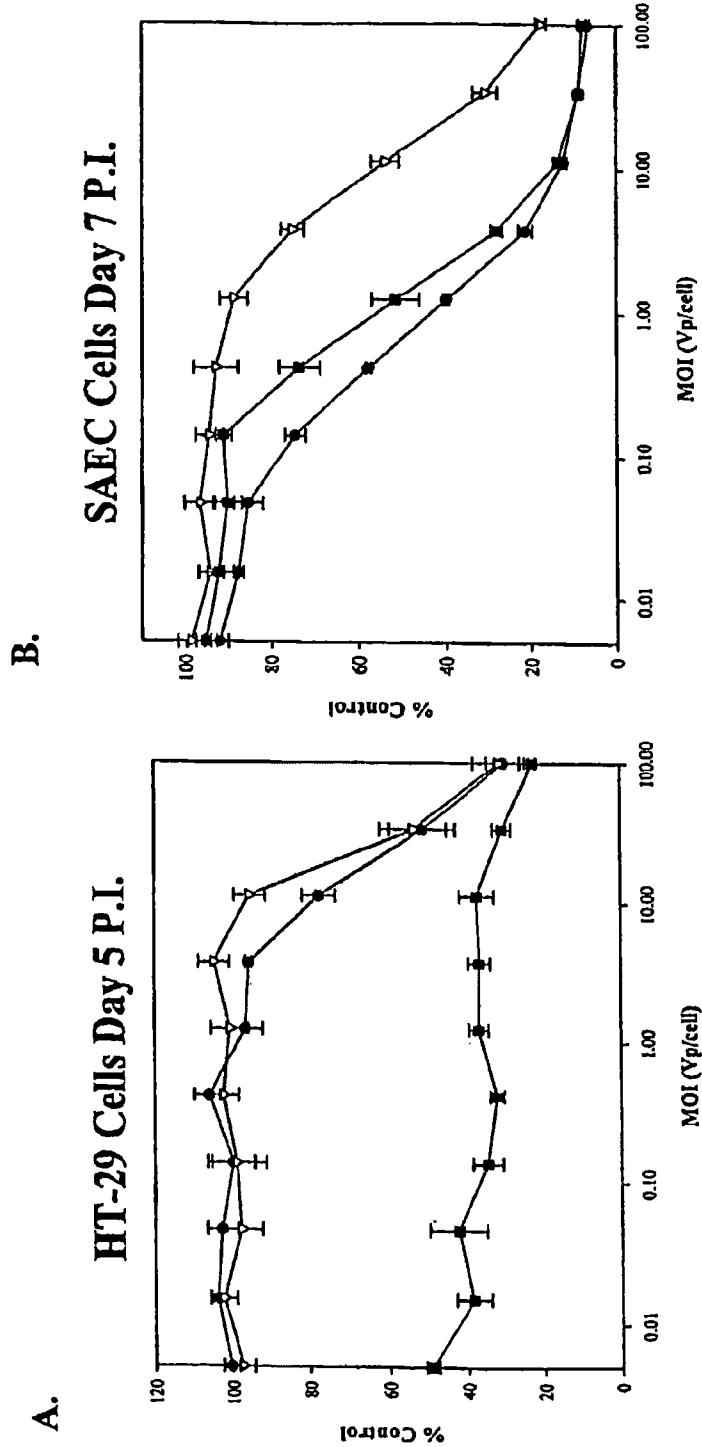 A.
HT-29 Cells Day 5 P.I.
% Control
120
100
80
60
40
20
0
0.01
0.10
1.00
10.00
100.00
MOI (Vp/cell)
B.
SAEC Cells Day 7 P.I.
% Control
100
80
60
40
20
0
0.01
0.10
1.00
10.00
100.00
MOI (Vp/cell)